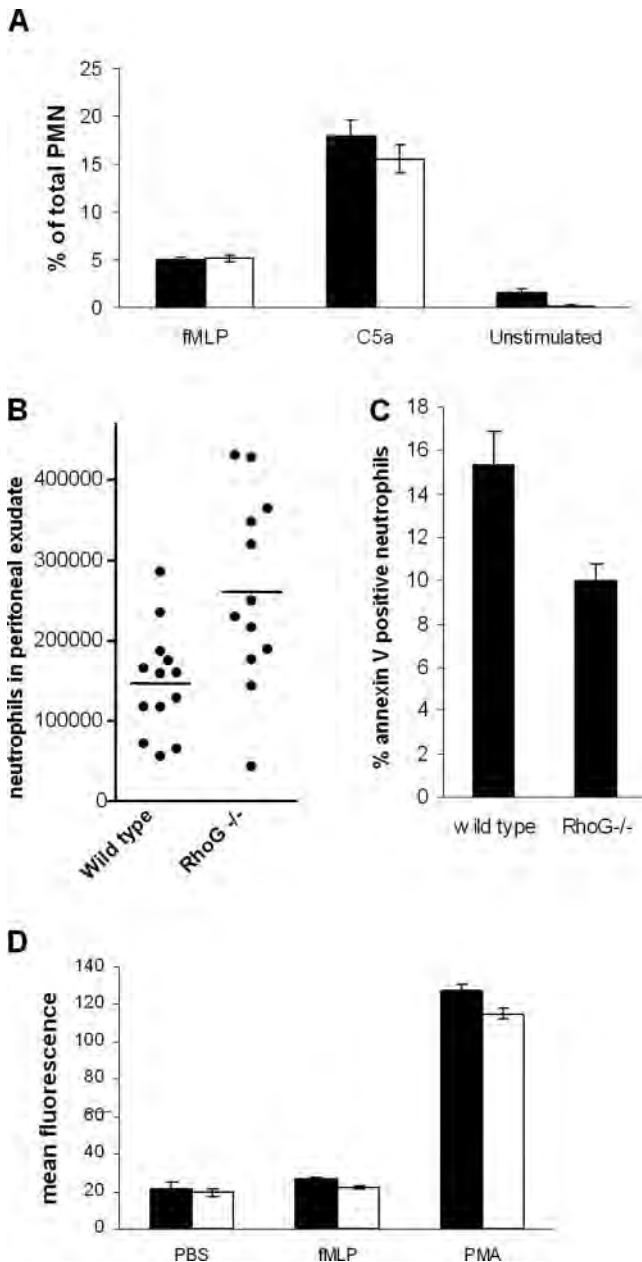 A
% of total PMN
25
20
15
10
5
0
fMLP C5a Unstimulated
B
neutrophils in peritoneal exudate
400000
300000
200000
100000
0
Wild type RhoG -/-
C
% annexin V positive neutrophils
18
16
14
12
10
8
6
4
2
0
wild type RhoG-/-
D
mean fluorescence
140
120
100
80
60
40
20
0
PBS fMLP PMA